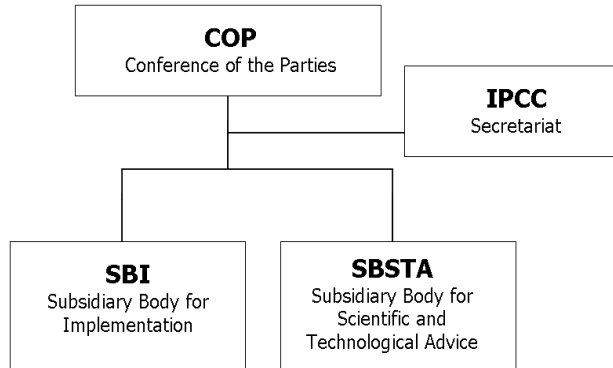 COP
Conference of the Parties
IPCC
Secretariat
SBI
Subsidiary Body for
Implementation
SBSTA
Subsidiary Body for
Scientific and
Technological Advice